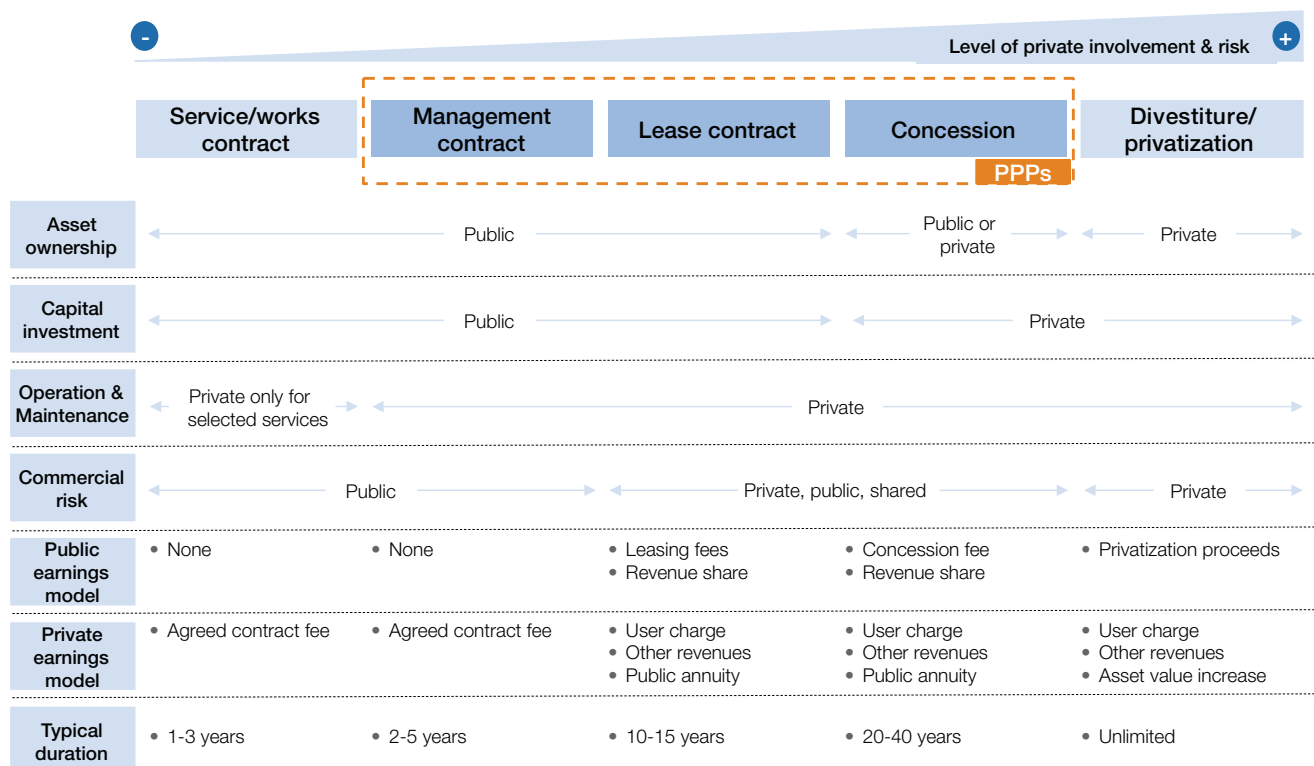 -
Level of private involvement & risk
+
Service/works
contract
Management
contract
Lease contract
Concession
Divestiture/
privatization
PPPs
Asset
ownership
Public
Public or
private
Private
Capital
investment
Public
Private
Operation &
Maintenance
Private only for
selected services
Private
Commercial
risk
Public
Private, public, shared
Private
Public
earnings
model
• None
• None
• Leasing fees
• Revenue share
• Concession fee
• Revenue share
• Privatization proceeds
Private
earnings
model
• Agreed contract fee
• Agreed contract fee
• User charge
• Other revenues
• Public annuity
• User charge
• Other revenues
• Public annuity
• User charge
• Other revenues
• Asset value increase
Typical
duration
• 1-3 years
• 2-5 years
• 10-15 years
• 20-40 years
• Unlimited